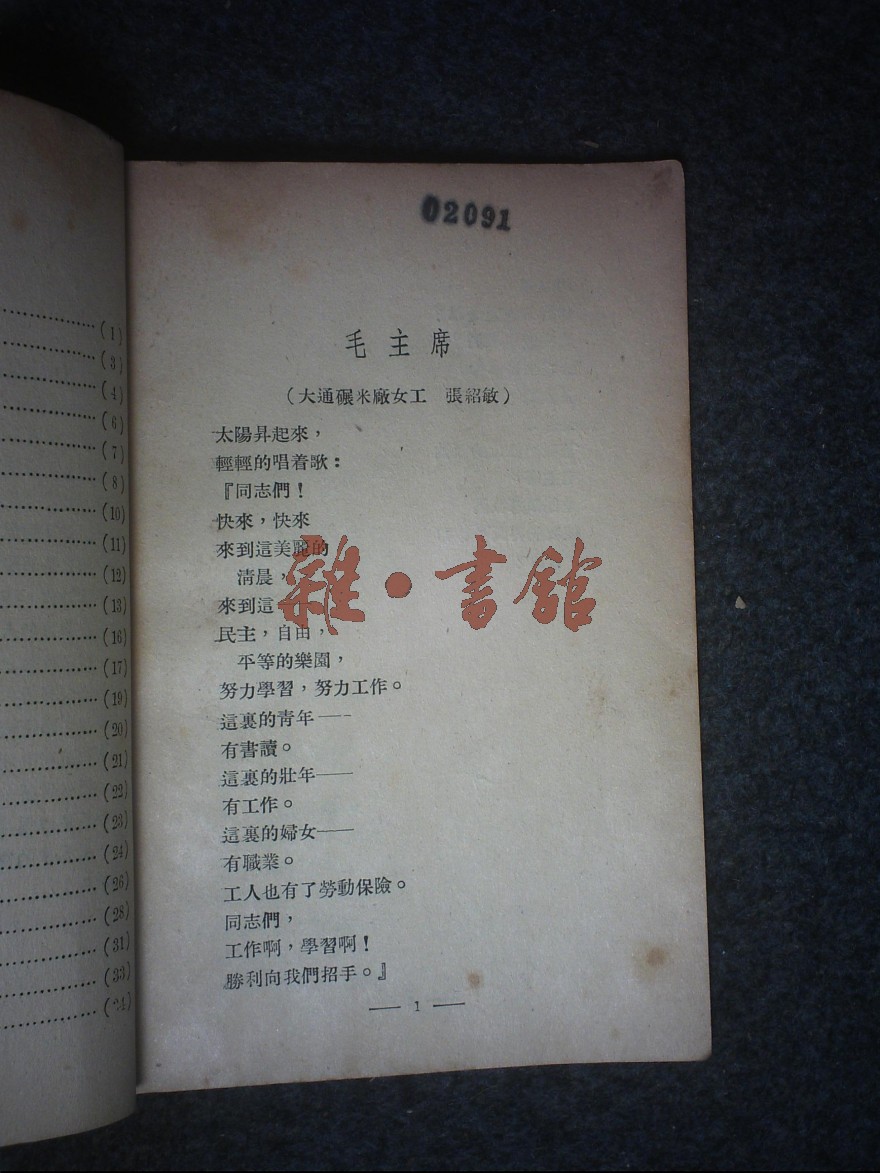 (1)
(3)
(4)
(6)
(7)
(8)
(10)
(11)
(12)
(13)
(16)
(17)
(19)
(20)
(21)
(22)
(23)
(24)
(26)
(28)
(31)
(33)
(34)
02091
毛主席
(大通碾米廠女工 張紹敏)
太陽昇起來,
輕輕的唱着歌:
『同志們!
快來,快來
來到這美麗的
清晨,
來到這
民主,自由,
平等的樂園,
努力學習,努力工作。
這裏的青年——
有書讀。
這裏的壯年——
有工作。
這裏的婦女——
有職業。
工人也有了勞動保險。
同志們,
工作啊,學習啊!
勝利向我們招手。』
— 1 —
雜·書館